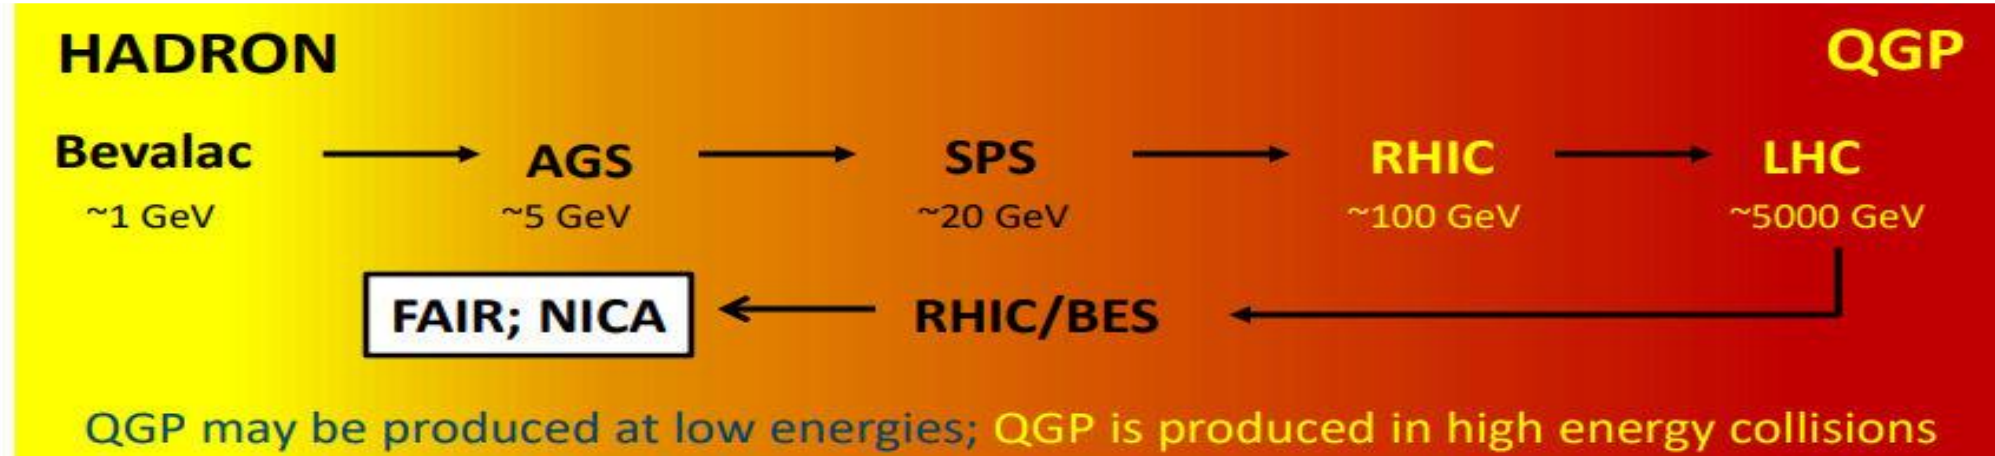 HADRON QGP
Bevalac AGS SPS RHIC LHC
~1 GeV ~5 GeV ~20 GeV ~100 GeV ~5000 GeV
FAIR; NICA RHIC/BES
QGP may be produced at low energies; QGP is produced in high energy collisions